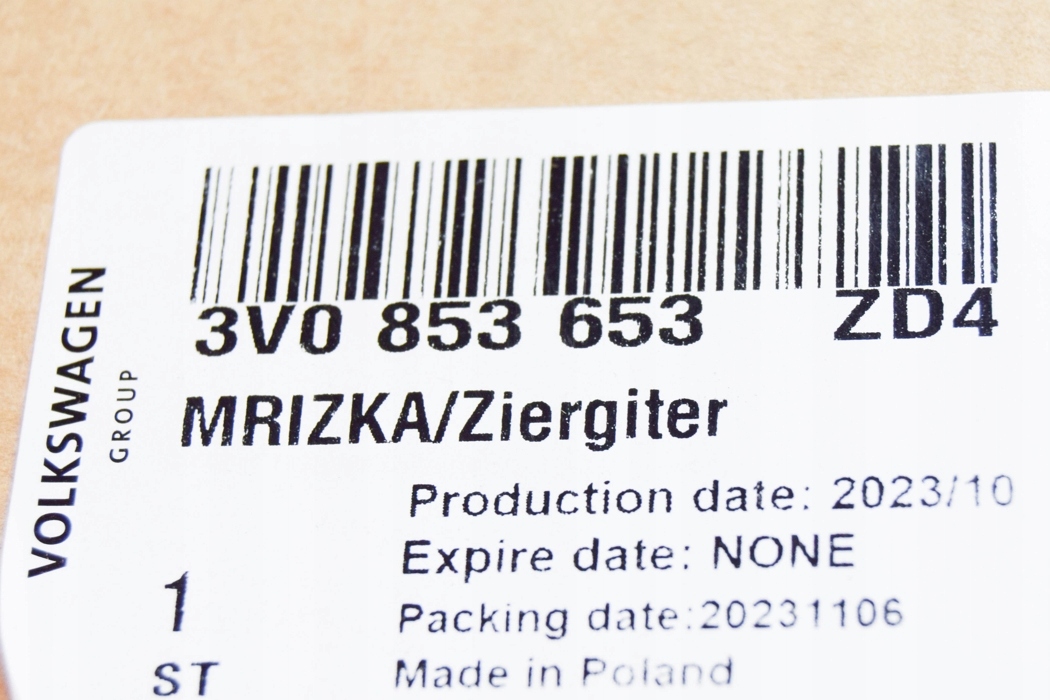 3V0 853 653 ZD4
MRIZKA/Ziergiter
Production date: 2023/10
Expire date: NONE
Packing date:20231106
Made in Poland
1
ST
VOLKSWAGEN
GROUP